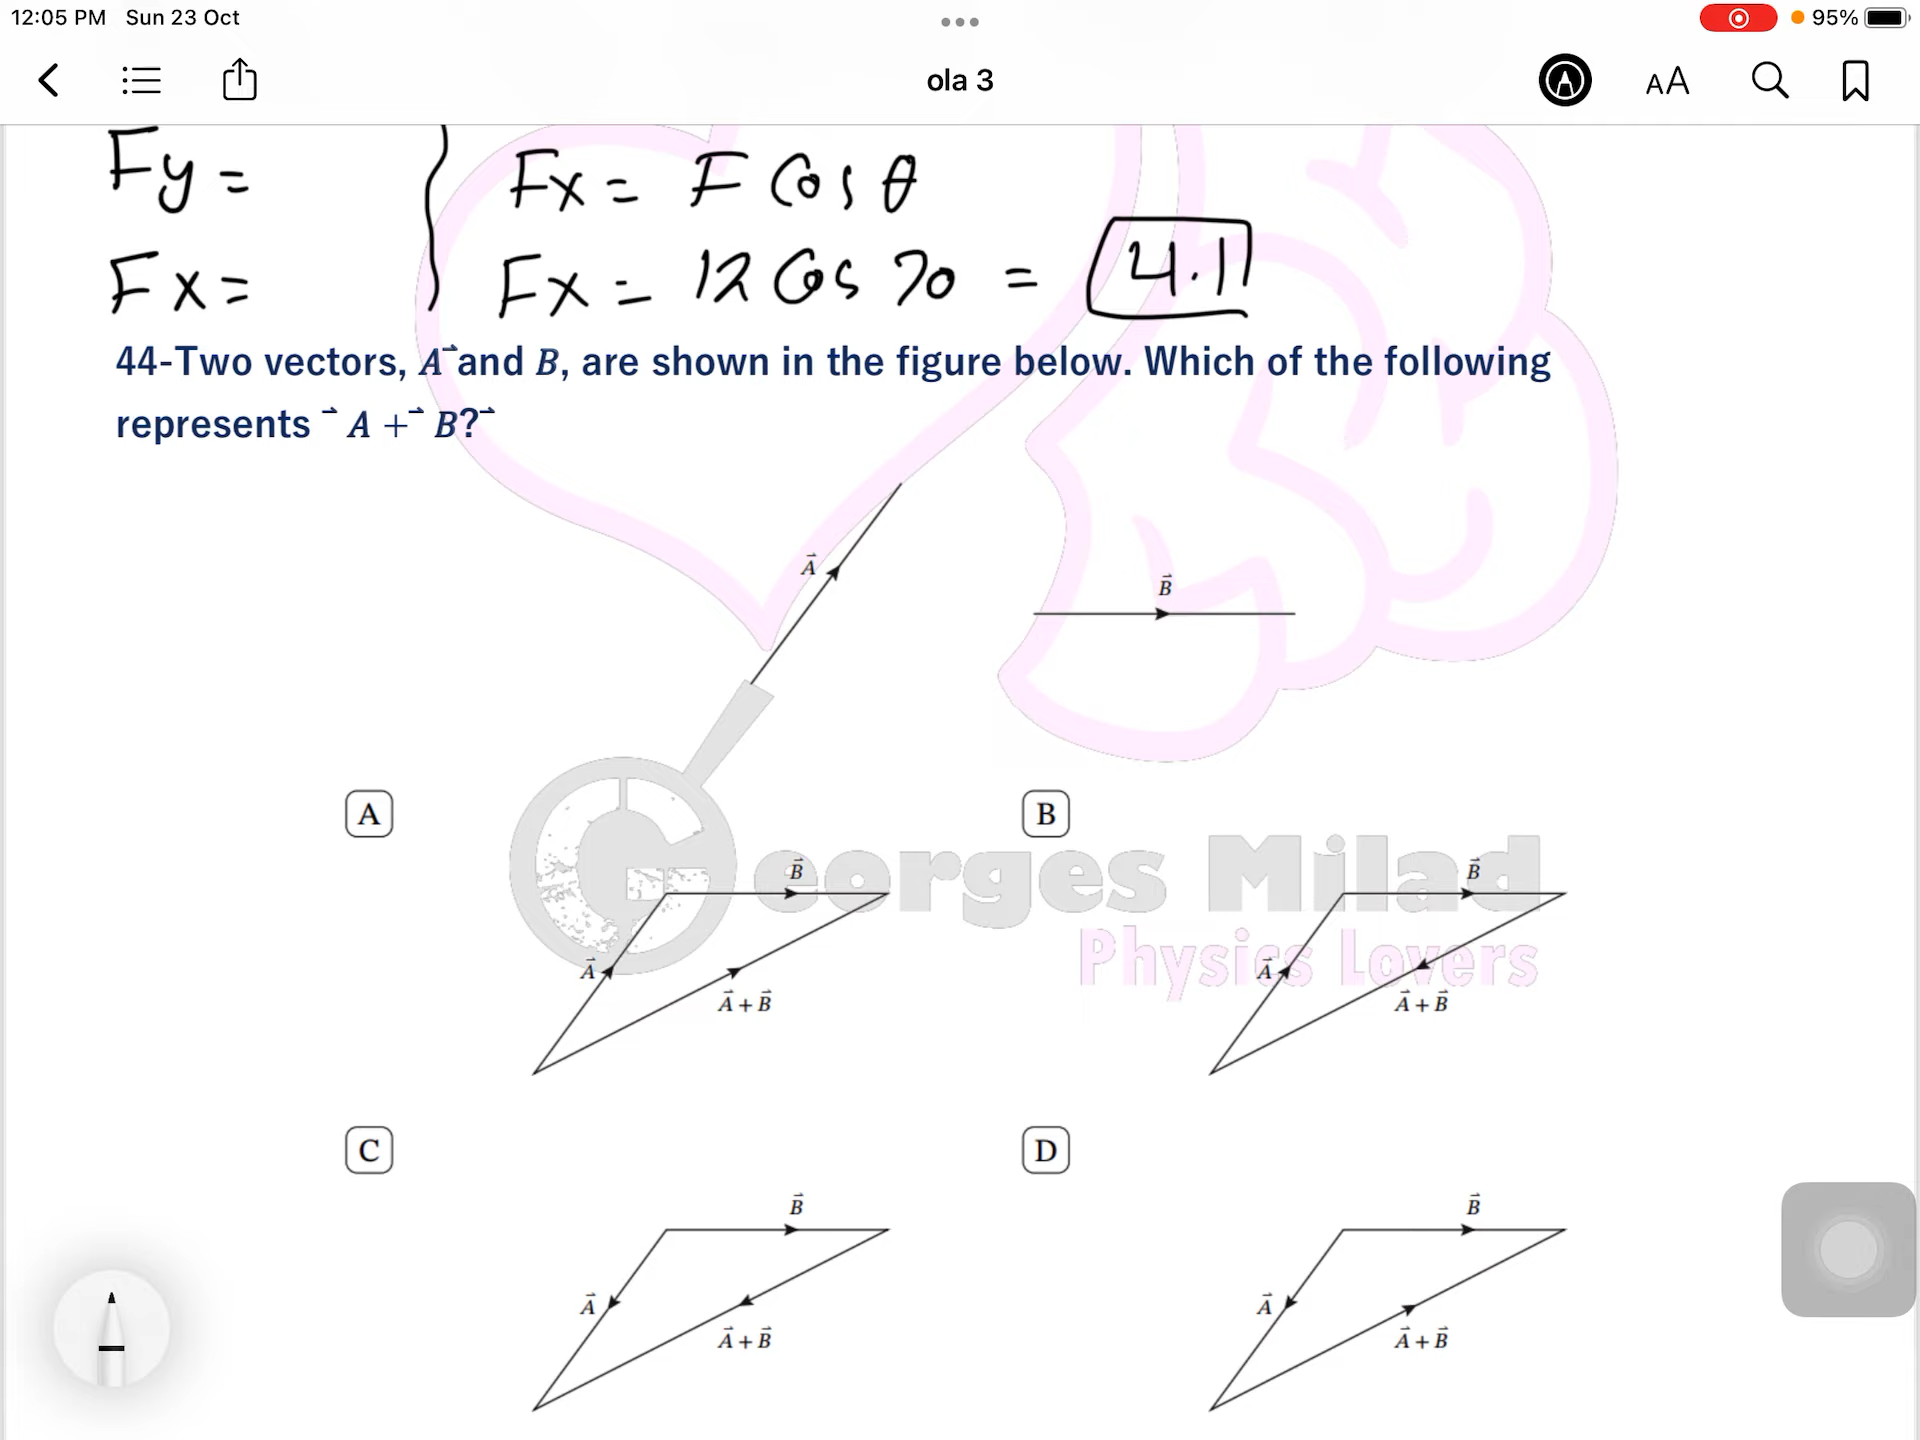 12:05 PM Sun 23 Oct
95%
ola 3
AA
Fy =
Fx = F Cos θ
Fx =
Fx = 12 Cos 70 = 4.1
44-Two vectors, A⃗ and B, are shown in the figure below. Which of the following
represents ⃗ A +⃗ B?⃗
A⃗
B⃗
A
B
Georges Milad
Physics Lovers
B⃗
A⃗
A⃗ + B⃗
B⃗
A⃗
A⃗ + B⃗
C
D
B⃗
A⃗
A⃗ + B⃗
B⃗
A⃗
A⃗ + B⃗